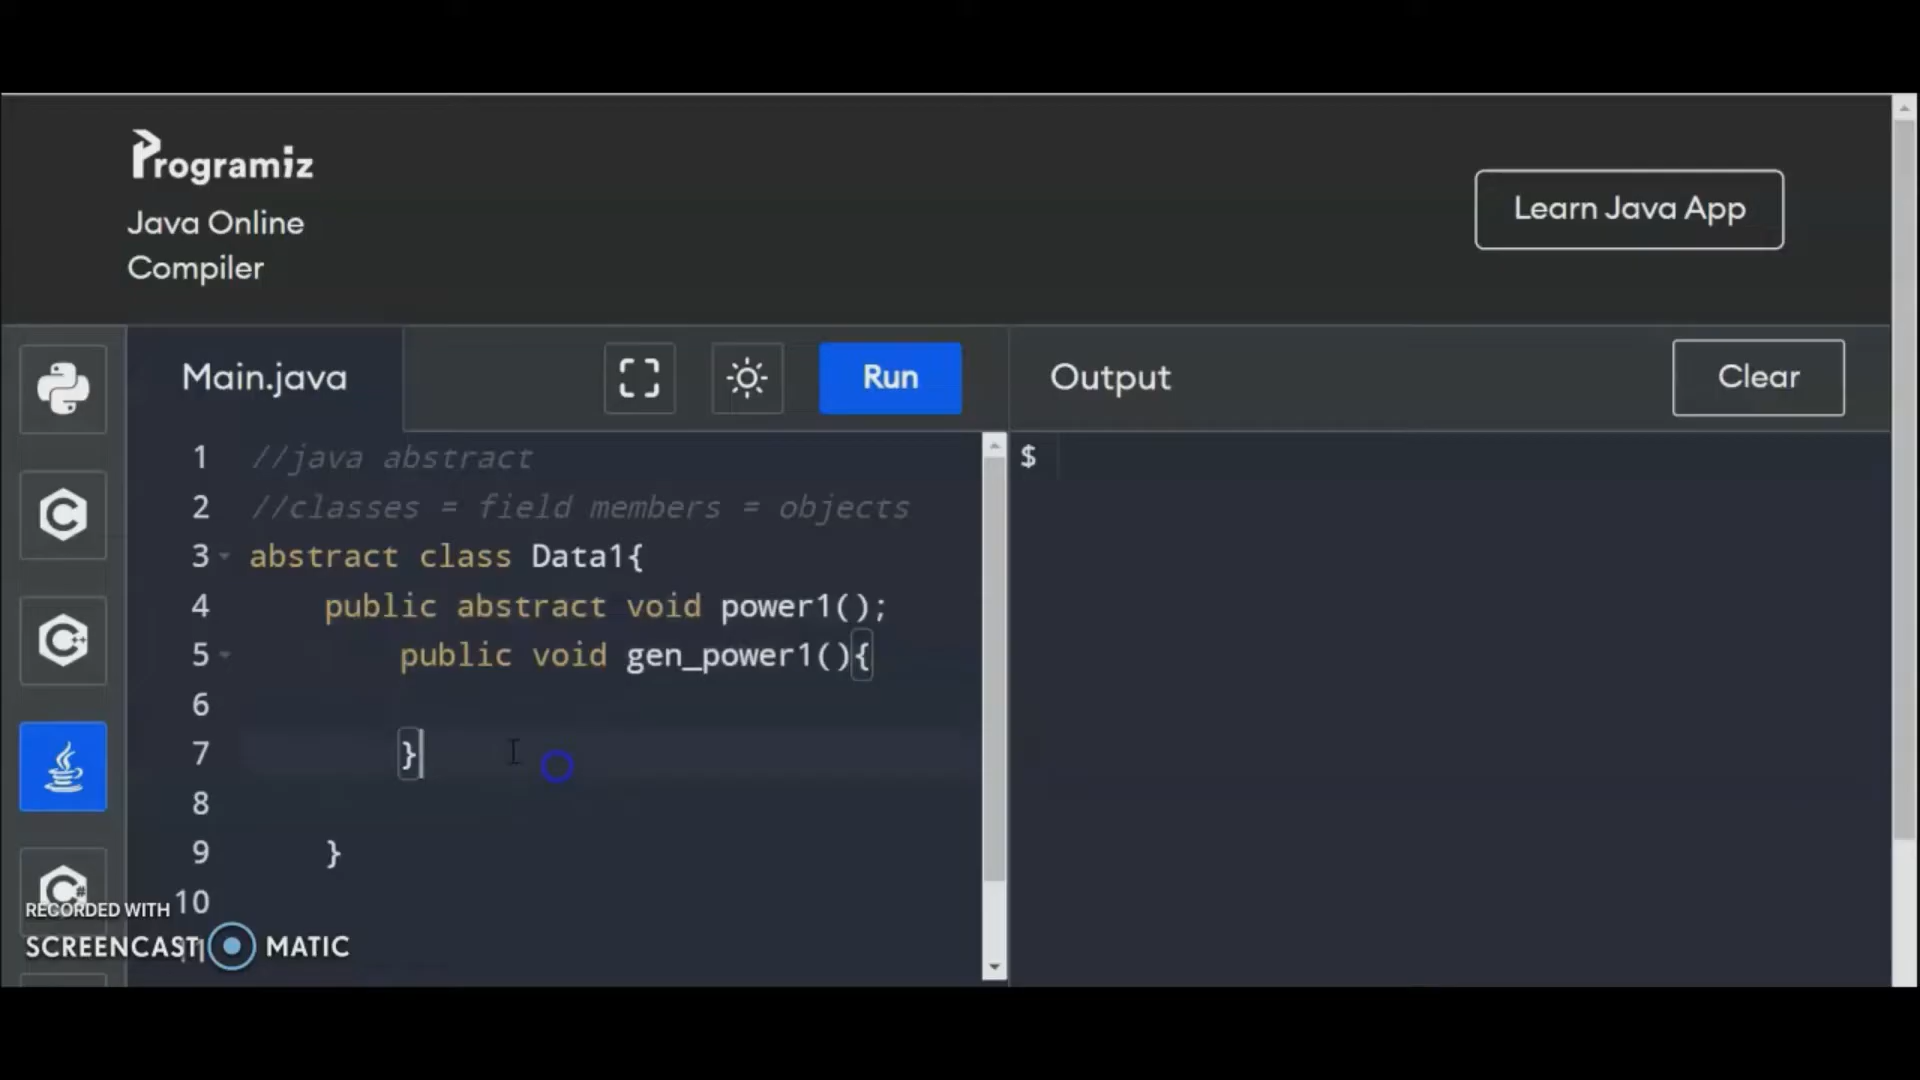 Programiz
Java Online
Compiler
Learn Java App
Main.java
Run
Output
Clear
1 //java abstract
2 //classes = field members = objects
3 abstract class Data1{
4 public abstract void power1();
5 public void gen_power1(){
6
7 }
8
9 }
10
$
RECORDED WITH
SCREENCAST MATIC